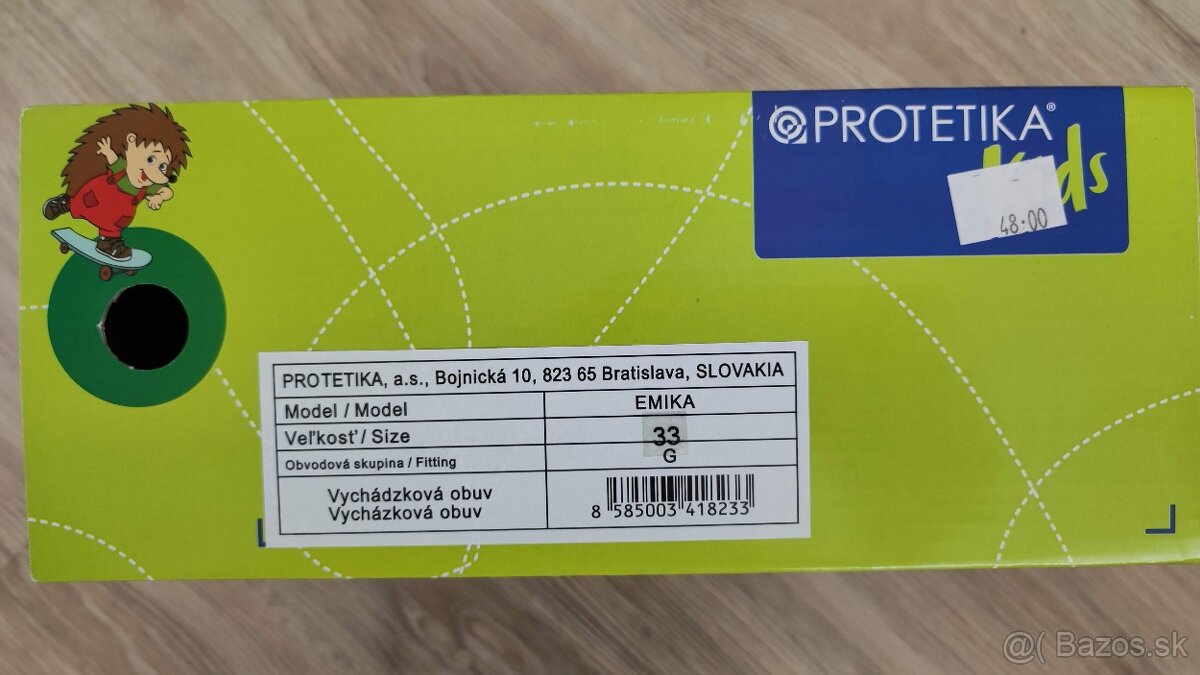 PROTETIKA®
Kids
48.00
PROTETIKA, a.s., Bojnická 10, 823 65 Bratislava, SLOVAKIA
Model / Model EMIKA
Veľkosť / Size 33
Obvodová skupina / Fitting G
Vychádzková obuv
Vycházková obuv
8 585003 418233
@( Bazos.sk